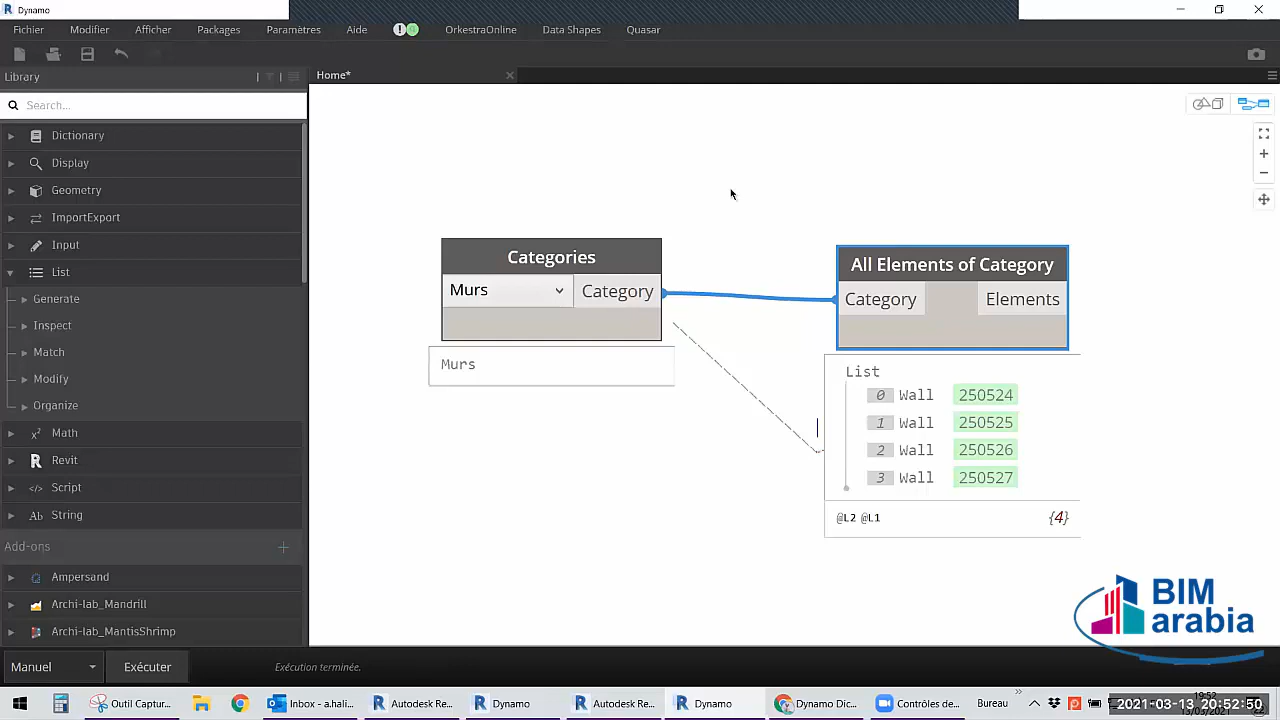 Dynamo
Fichier Modifier Afficher Packages Paramètres Aide OrkestraOnline Data Shapes Quasar
Library
Home*
Search...
Dictionary
Display
Geometry
ImportExport
Input
List
Generate
Inspect
Match
Modify
Organize
Math
Revit
Script
String
Add-ons
Ampersand
Archi-lab_Mandrill
Archi-lab_MantisShrimp
Categories
Murs Category
Murs
All Elements of Category
Category Elements
List
0 Wall 250524
1 Wall 250525
2 Wall 250526
3 Wall 250527
@L2 @L1 {4}
BIM
arabia
Manuel Exécuter Exécution terminée.
Outil Captur... Inbox - a.hali... Autodesk Re... Dynamo Autodesk Re... Dynamo Dynamo Dic... Contrôles de... Bureau
19:52
2021-03-13 20:52:50